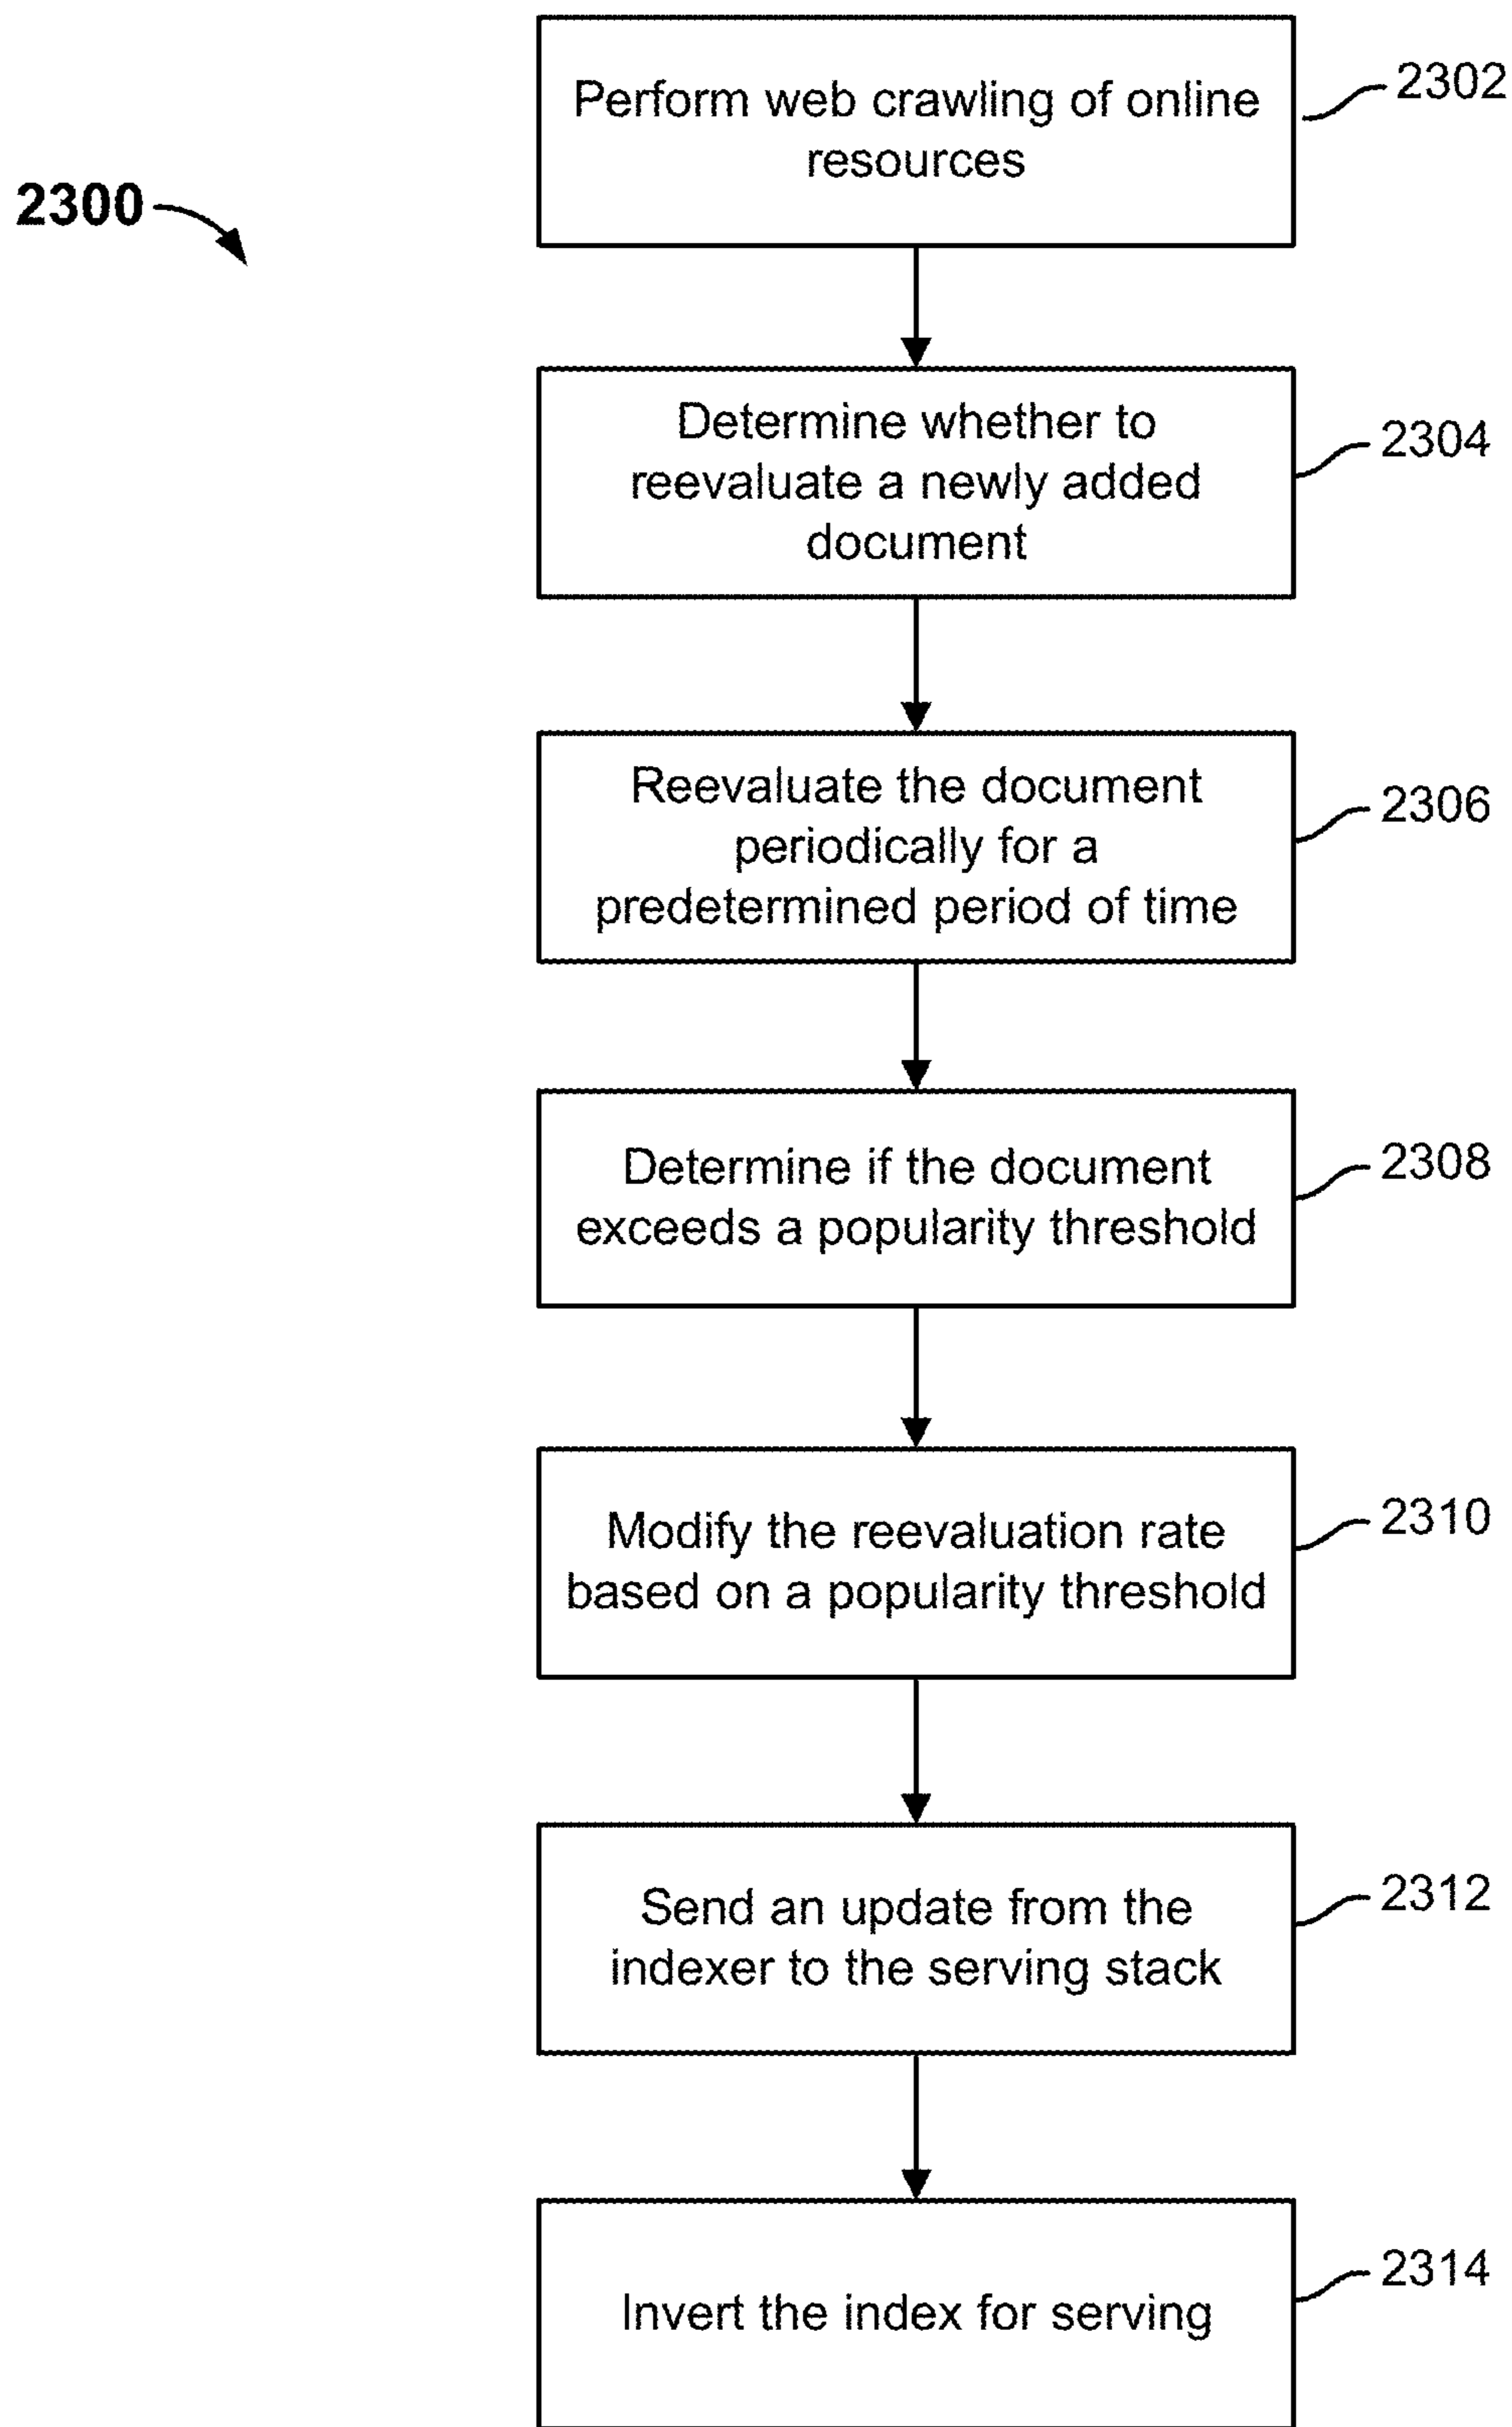 Perform web crawling of online
resources
2302
2300
Determine whether to
reevaluate a newly added
document
2304
Reevaluate the document
periodically for a
predetermined period of time
2306
Determine if the document
exceeds a popularity threshold
2308
Modify the reevaluation rate
based on a popularity threshold
2310
Send an update from the
indexer to the serving stack
2312
Invert the index for serving
2314